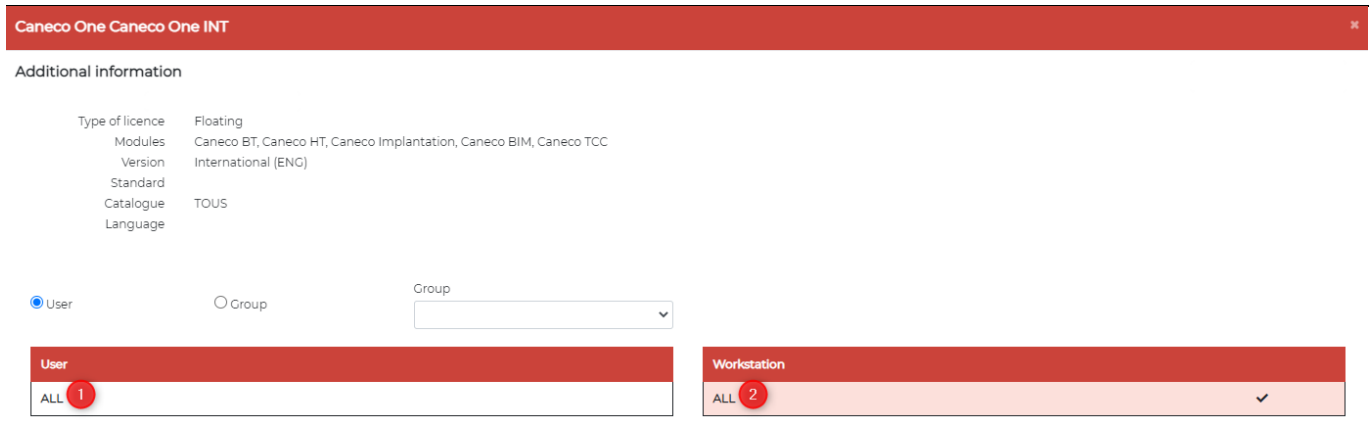 Caneco One Caneco One INT
Additional information
Type of licence Floating
Modules Caneco BT, Caneco HT, Caneco Implantation, Caneco BIM, Caneco TCC
Version International (ENG)
Standard
Catalogue TOUS
Language
Group
User Group
User Workstation
ALL 1 ALL 2